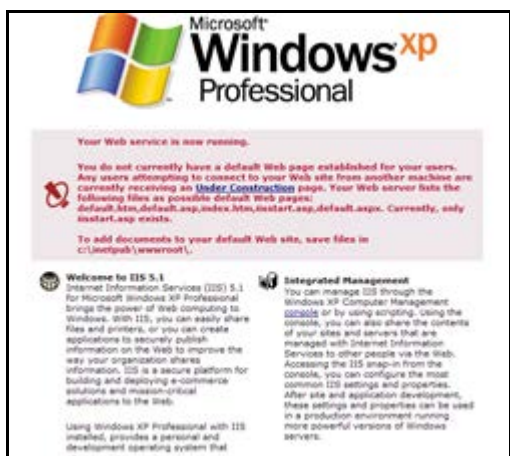 Microsoft
Windows xp
Professional
Your Web service is now running.
You do not currently have a default Web page established for your users.
Any users attempting to connect to your Web site from another machine are
currently receiving an Under Construction page. Your Web server lists the
following files as possible default Web pages:
default.htm,default.asp,index.htm,iisstart.asp,default.aspx. Currently, only
iisstart.asp exists.
To add documents to your default Web site, save files in
c:\inetpub\wwwroot\.
Welcome to IIS 5.1
Internet Information Services (IIS) 5.1
for Microsoft Windows XP Professional
brings the power of Web computing to
Windows. With IIS, you can easily share
files and printers, or you can create
applications to securely publish
information on the Web to improve the
way your organization shares
information. IIS is a secure platform for
building and deploying e-commerce
solutions and mission-critical
applications to the Web.
Using Windows XP Professional with IIS
installed, provides a personal and
development operating system that
Integrated Management
You can manage IIS through the
Windows XP Computer Management
console or by using scripting. Using the
console, you can also share the contents
of your sites and servers that are
managed with Internet Information
Services to other people via the Web.
Accessing the IIS snap-in from the
console, you can configure the most
common IIS settings and properties.
After site and application development,
these settings and properties can be used
in a production environment running
more powerful versions of Windows
servers.